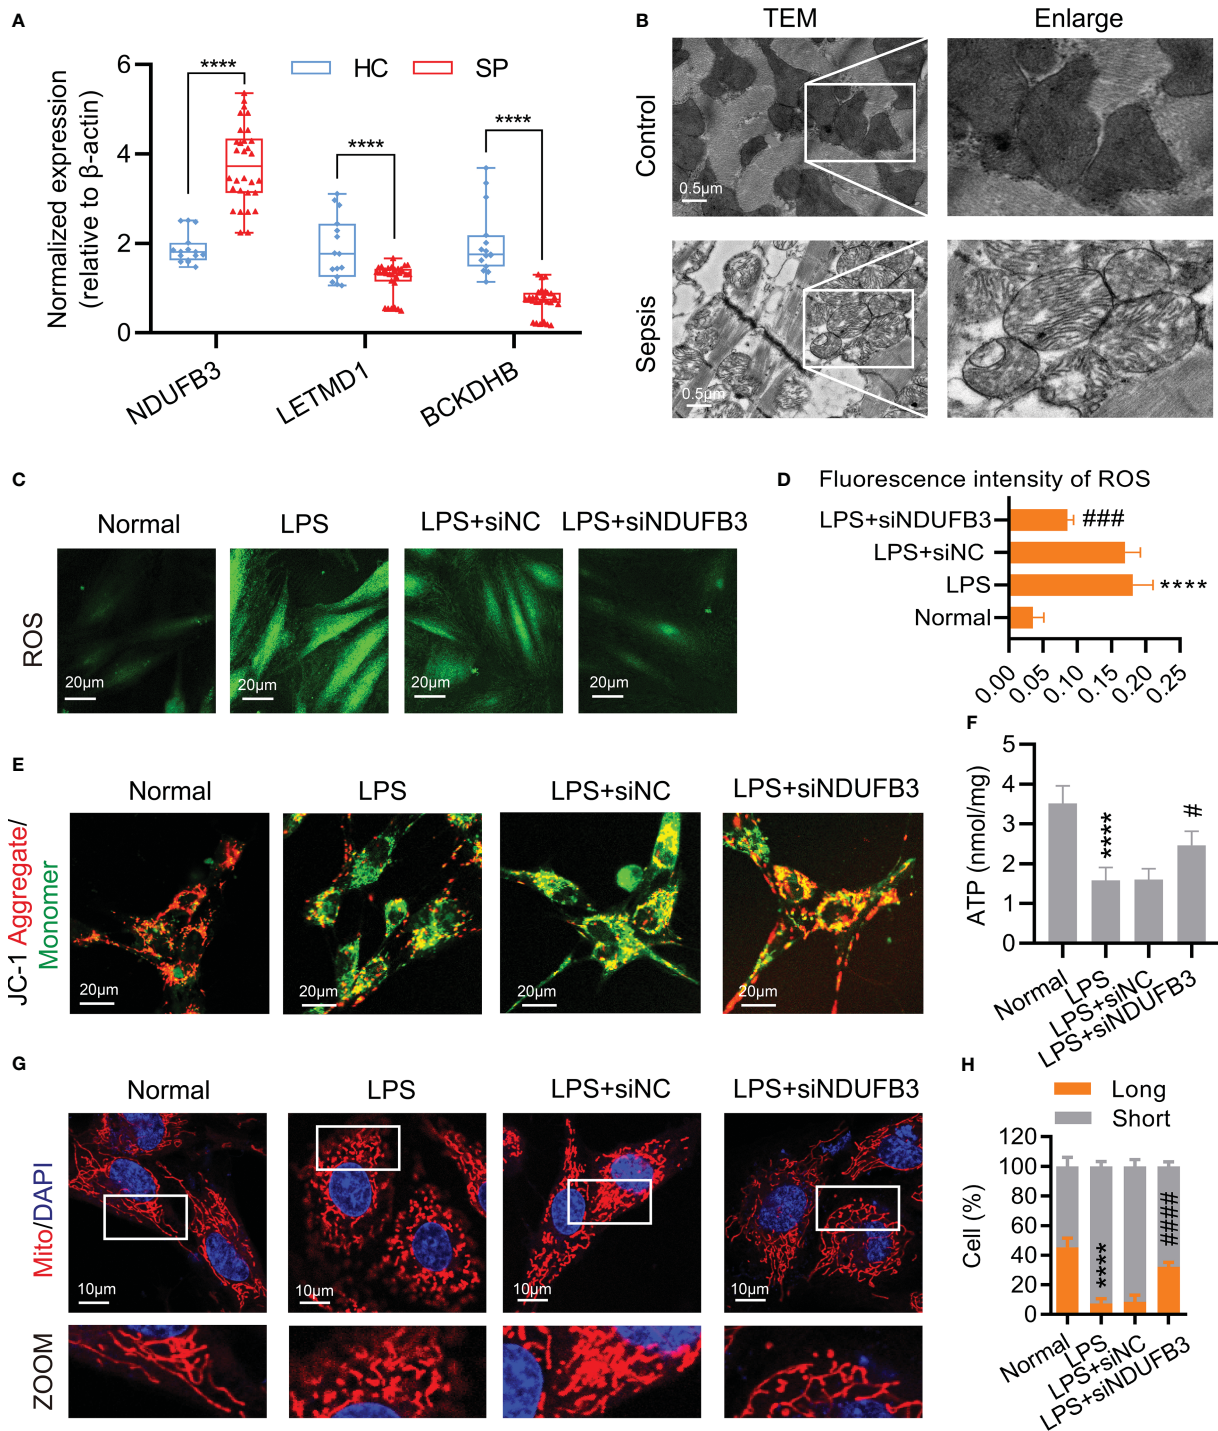 A
Normalized expression
(relative to β-actin)
6
4
2
0
HC
SP
****
****
****
NDUFB3
LETMD1
BCKDHB
B
TEM
Enlarge
Control
0.5μm
Sepsis
0.5μm
C
Normal
LPS
LPS+siNC
LPS+siNDUFB3
ROS
20μm
20μm
20μm
20μm
D
Fluorescence intensity of ROS
LPS+siNDUFB3
###
LPS+siNC
LPS
****
Normal
0.00
0.05
0.10
0.15
0.20
0.25
E
Normal
LPS
LPS+siNC
LPS+siNDUFB3
JC-1 Aggregate/
Monomer
20μm
20μm
20μm
20μm
F
ATP (nmol/mg)
5
4
3
2
1
0
****
#
Normal
LPS
LPS+siNC
LPS+siNDUFB3
G
Normal
LPS
LPS+siNC
LPS+siNDUFB3
Mito/DAPI
10μm
10μm
10μm
10μm
ZOOM
H
Long
Short
Cell (%)
120
100
80
60
40
20
0
****
####
Normal
LPS
LPS+siNC
LPS+siNDUFB3